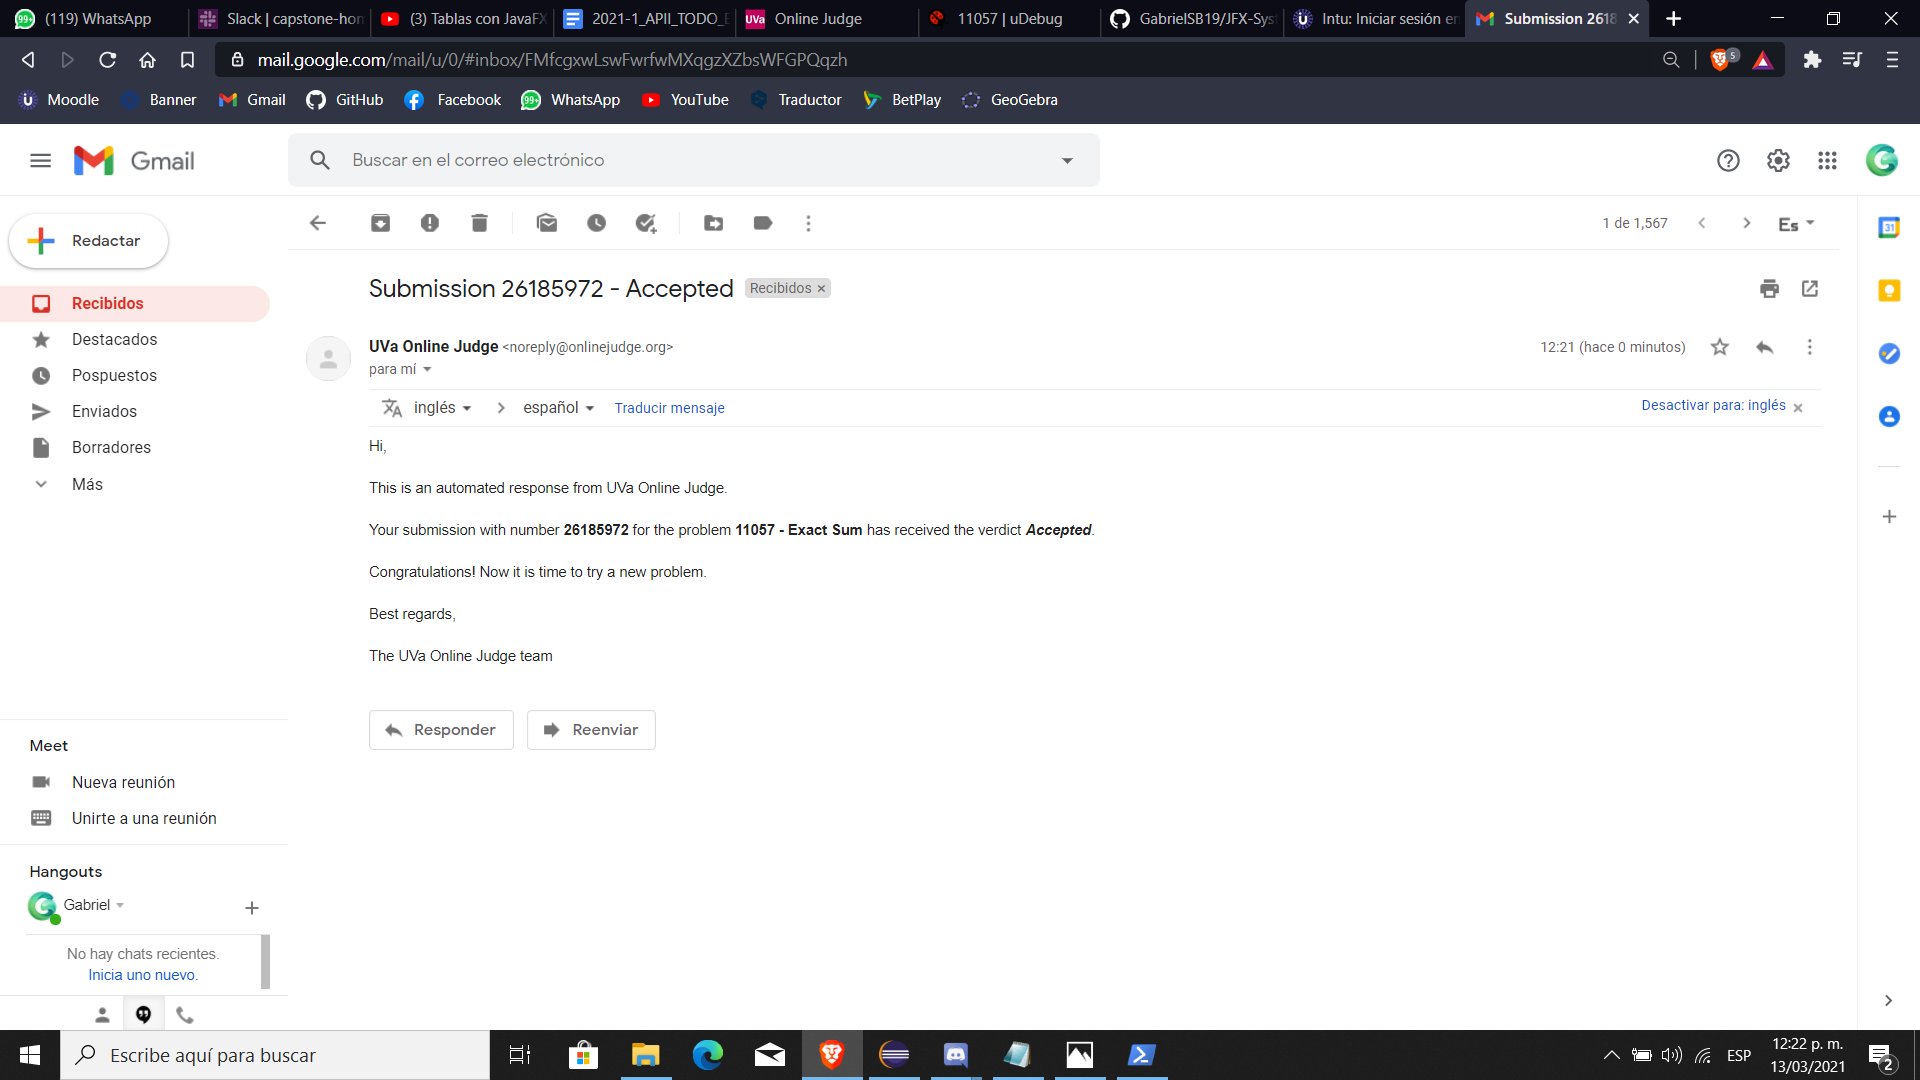 (119) WhatsApp
Slack | capstone-hon
(3) Tablas con JavaFX
2021-1_APII_TODO_E
UVa Online Judge
11057 | uDebug
GabrielSB19/JFX-Sys
Intu: Iniciar sesión en
Submission 2618
mail.google.com/mail/u/0/#inbox/FMfcgxwLswFwrfwMXqgzXZbsWFGPQqzh
5
Moodle
Banner
Gmail
GitHub
Facebook
99+ WhatsApp
YouTube
Traductor
BetPlay
GeoGebra
Gmail
Buscar en el correo electrónico
Redactar
1 de 1,567
Es
31
Recibidos
Destacados
Pospuestos
Enviados
Borradores
Más
Submission 26185972 - Accepted Recibidos ×
UVa Online Judge <noreply@onlinejudge.org>
12:21 (hace 0 minutos)
para mí
inglés > español Traducir mensaje
Desactivar para: inglés ×
Hi,
This is an automated response from UVa Online Judge.
Your submission with number 26185972 for the problem 11057 - Exact Sum has received the verdict Accepted.
Congratulations! Now it is time to try a new problem.
Best regards,
The UVa Online Judge team
Responder
Reenviar
Meet
Nueva reunión
Unirte a una reunión
Hangouts
Gabriel
No hay chats recientes.
Inicia uno nuevo.
Escribe aquí para buscar
ESP
12:22 p. m.
13/03/2021
2